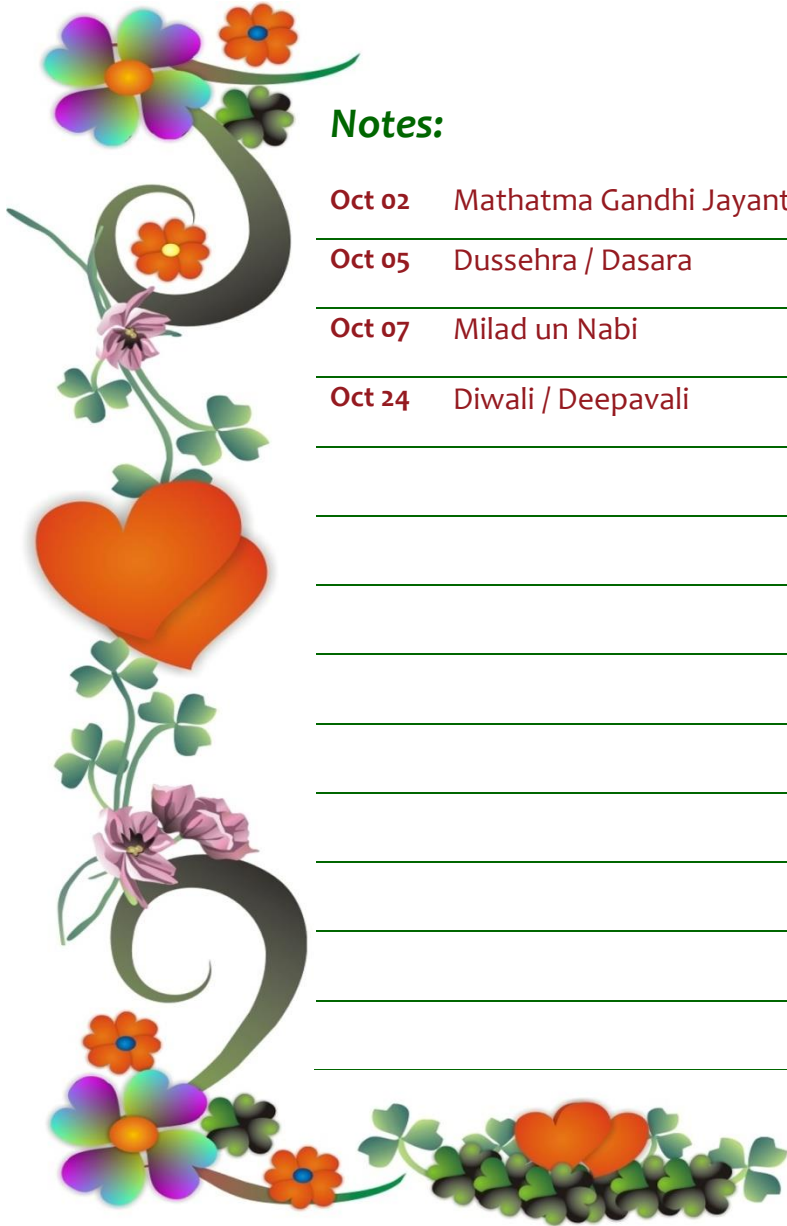 Notes:
Oct 02 Mathatma Gandhi Jayant
Oct 05 Dussehra / Dasara
Oct 07 Milad un Nabi
Oct 24 Diwali / Deepavali